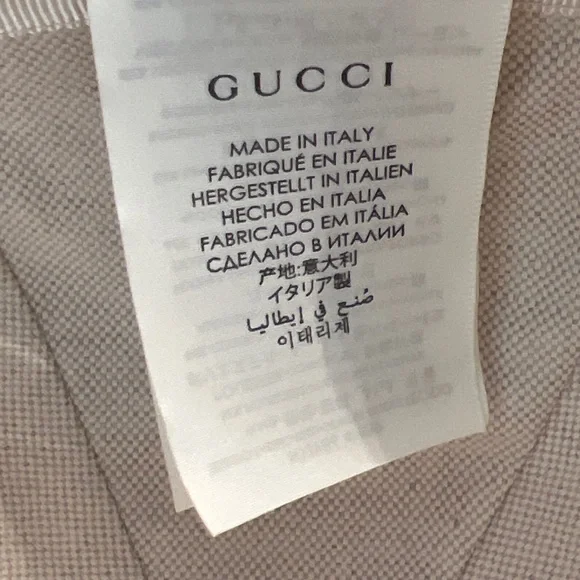 GUCCI
MADE IN ITALY
FABRIQUÉ EN ITALIE
HERGESTELLT IN ITALIEN
HECHO EN ITALIA
FABRICADO EM ITÁLIA
СДЕЛАНО В ИТАЛИИ
产地:意大利
イタリア製
صُنع في إيطاليا
이태리제